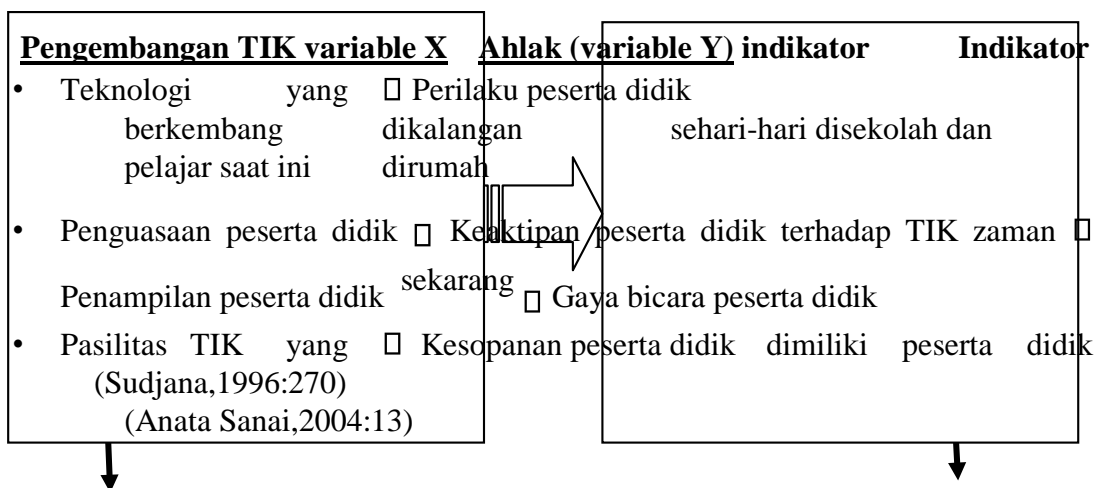 Pengembangan TIK variable X Ahlak (variable Y) indikator Indikator
• Teknologi yang □ Perilaku peserta didik
berkembang dikalangan sehari-hari disekolah dan
pelajar saat ini dirumah
• Penguasaan peserta didik □ Keaktipan peserta didik terhadap TIK zaman □
sekarang
Penampilan peserta didik □ Gaya bicara peserta didik
• Pasilitas TIK yang □ Kesopanan peserta didik dimiliki peserta didik
(Sudjana,1996:270)
(Anata Sanai,2004:13)